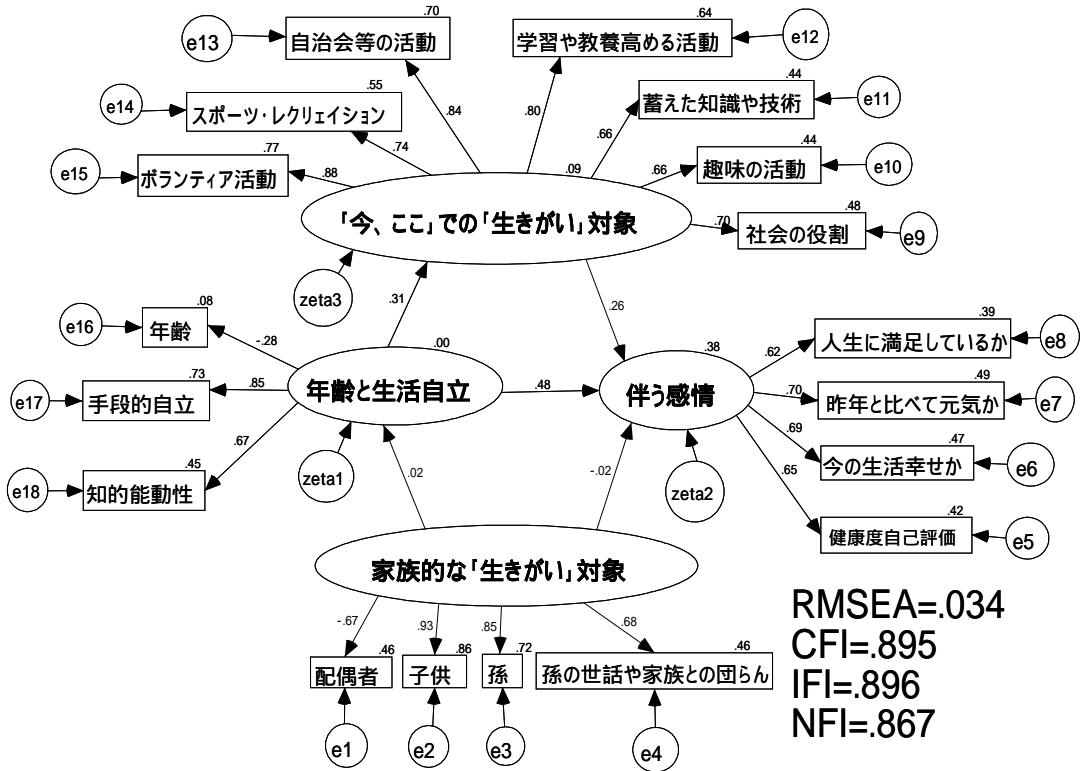 .70
自治会等の活動
e13
.64
学習や教養高める活動
e12
.55
スポーツ・レクリェイション
e14
.44
蓄えた知識や技術
e11
.77
ボランティア活動
e15
.44
趣味の活動
e10
.48
社会の役割
e9
.84
.80
.74
.66
.88
.66
.70
.09
「今、ここ」での「生きがい」対象
zeta3
.31
.26
.08
年齢
e16
-.28
.73
手段的自立
e17
.85
.45
知的能動性
e18
.67
.00
年齢と生活自立
zeta1
.48
.38
伴う感情
zeta2
.39
人生に満足しているか
e8
.62
.49
昨年と比べて元気か
e7
.70
.47
今の生活幸せか
e6
.69
.42
健康度自己評価
e5
.65
.02
-.02
家族的な「生きがい」対象
-.67
.93
.85
.68
.46
配偶者
.86
子供
.72
孫
.46
孫の世話や家族との団らん
e1
e2
e3
e4
RMSEA=.034
CFI=.895
IFI=.896
NFI=.867